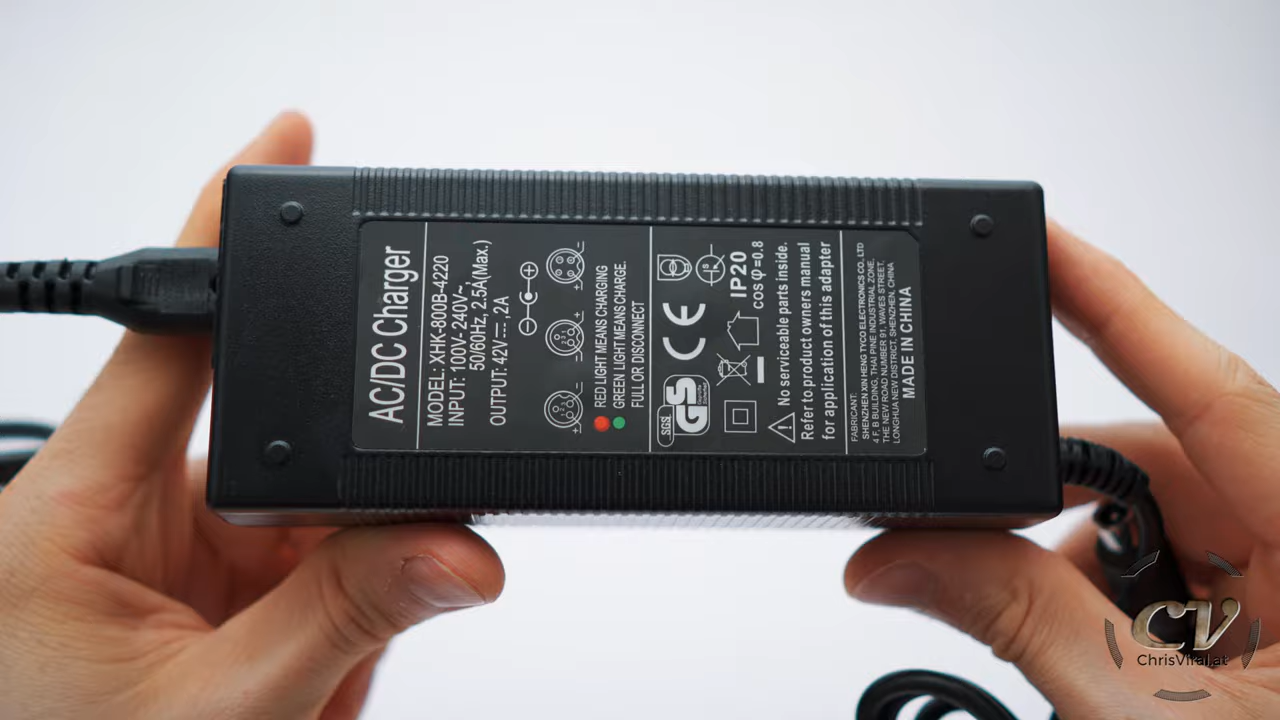 AC/DC Charger
MODEL: XHK-800B-4220
INPUT: 100V- 240V~,
50/60Hz, 2.5A(Max.)
OUTPUT: 42V⎓,2A
RED LIGHT MEANS CHARGING
GREEN LIGHT MEANS CHARGE.
FULL OR DISCONNECT
SGS
GS
CE
IP20
cos φ=0.8
No serviceable parts inside.
Refer to product owners manual
for application of this adapter
FABRICANT:
SHENZHEN XIN HENG TYCO ELECTRONICS CO., LTD
4 F, B BUILDING, THAI PINE INDUSTRIAL ZONE,
THE NEW ROAD NUMBER 91, WAVES STREET,
LONGHUA NEW DISTRICT, SHENZHEN, CHINA
MADE IN CHINA
CV
ChrisVital.at